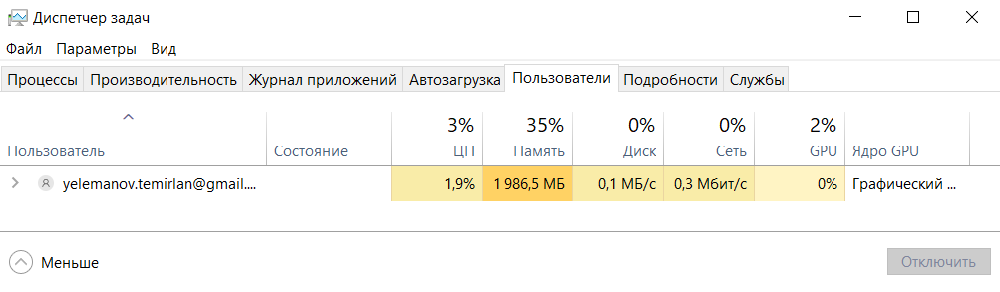 Диспетчер задач
Файл Параметры Вид
Процессы Производительность Журнал приложений Автозагрузка Пользователи Подробности Службы
3% 35% 0% 0% 2%
Пользователь Состояние ЦП Память Диск Сеть GPU Ядро GPU
yelemanov.temirlan@gmail.... 1,9% 1 986,5 МБ 0,1 МБ/с 0,3 Мбит/с 0% Графический ...
Меньше Отключить